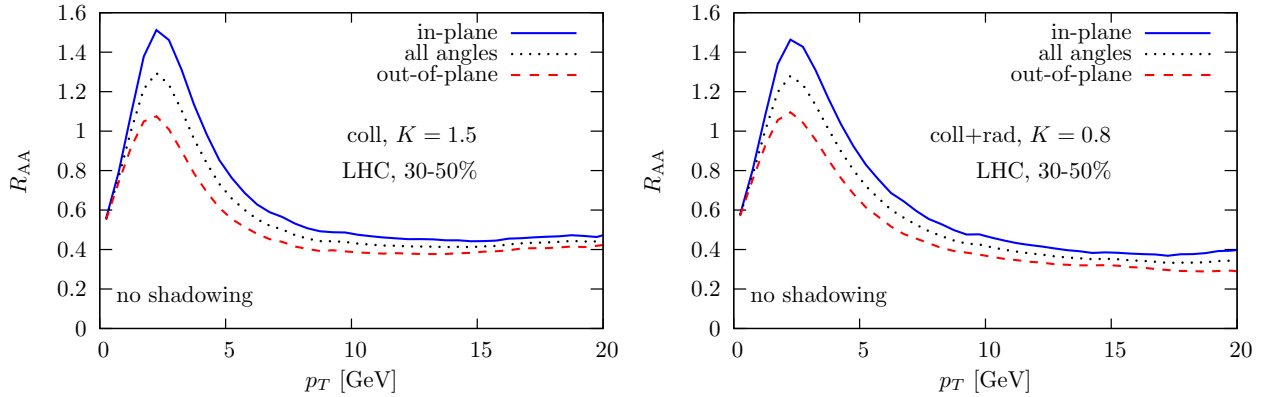 1.6
1.4
1.2
1
0.8
0.6
0.4
0.2
0
R_AA
in-plane
all angles
out-of-plane
coll, K = 1.5
LHC, 30-50%
no shadowing
0 5 10 15 20
p_T [GeV]
1.6
1.4
1.2
1
0.8
0.6
0.4
0.2
0
R_AA
in-plane
all angles
out-of-plane
coll+rad, K = 0.8
LHC, 30-50%
no shadowing
0 5 10 15 20
p_T [GeV]